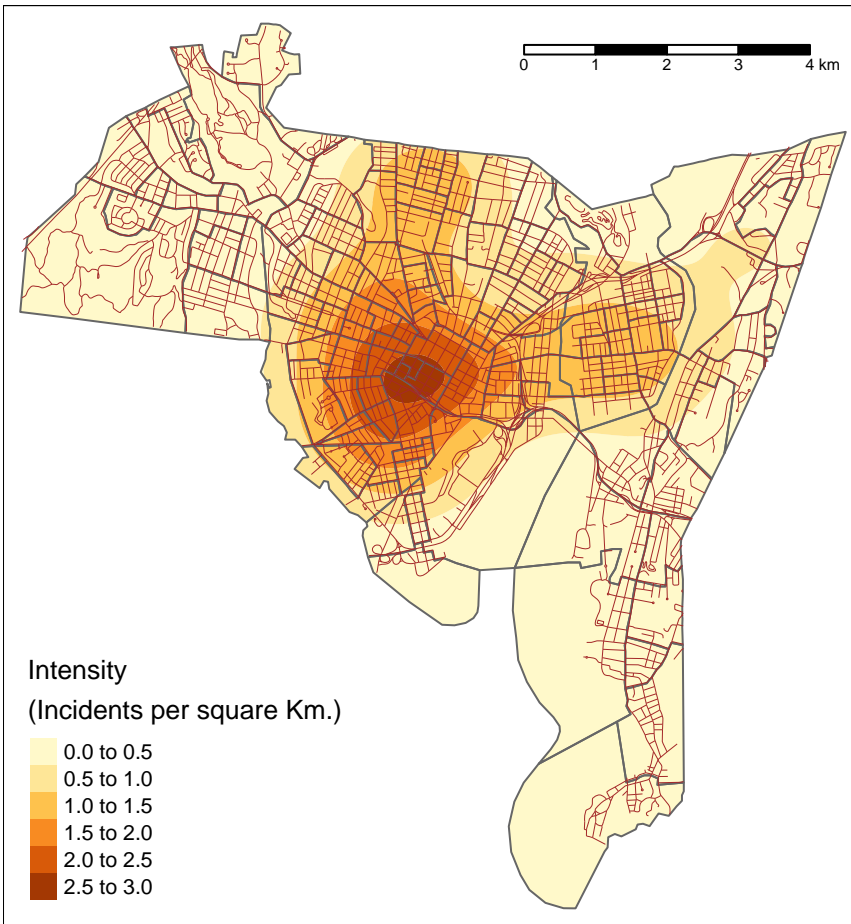 0 1 2 3 4 km
Intensity
(Incidents per square Km.)
0.0 to 0.5
0.5 to 1.0
1.0 to 1.5
1.5 to 2.0
2.0 to 2.5
2.5 to 3.0